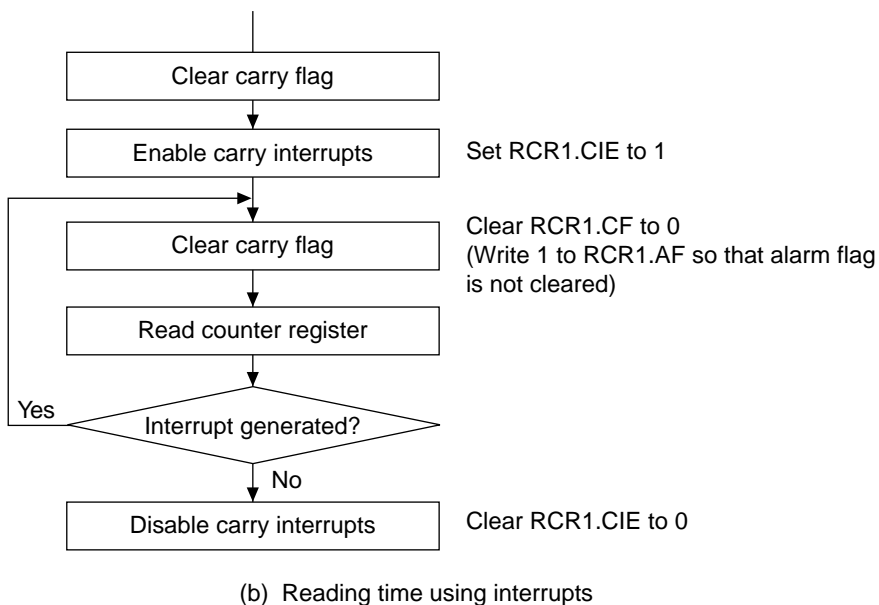 Clear carry flag
Enable carry interrupts
Set RCR1.CIE to 1
Clear carry flag
Clear RCR1.CF to 0
(Write 1 to RCR1.AF so that alarm flag
is not cleared)
Read counter register
Yes
Interrupt generated?
No
Disable carry interrupts
Clear RCR1.CIE to 0
(b) Reading time using interrupts